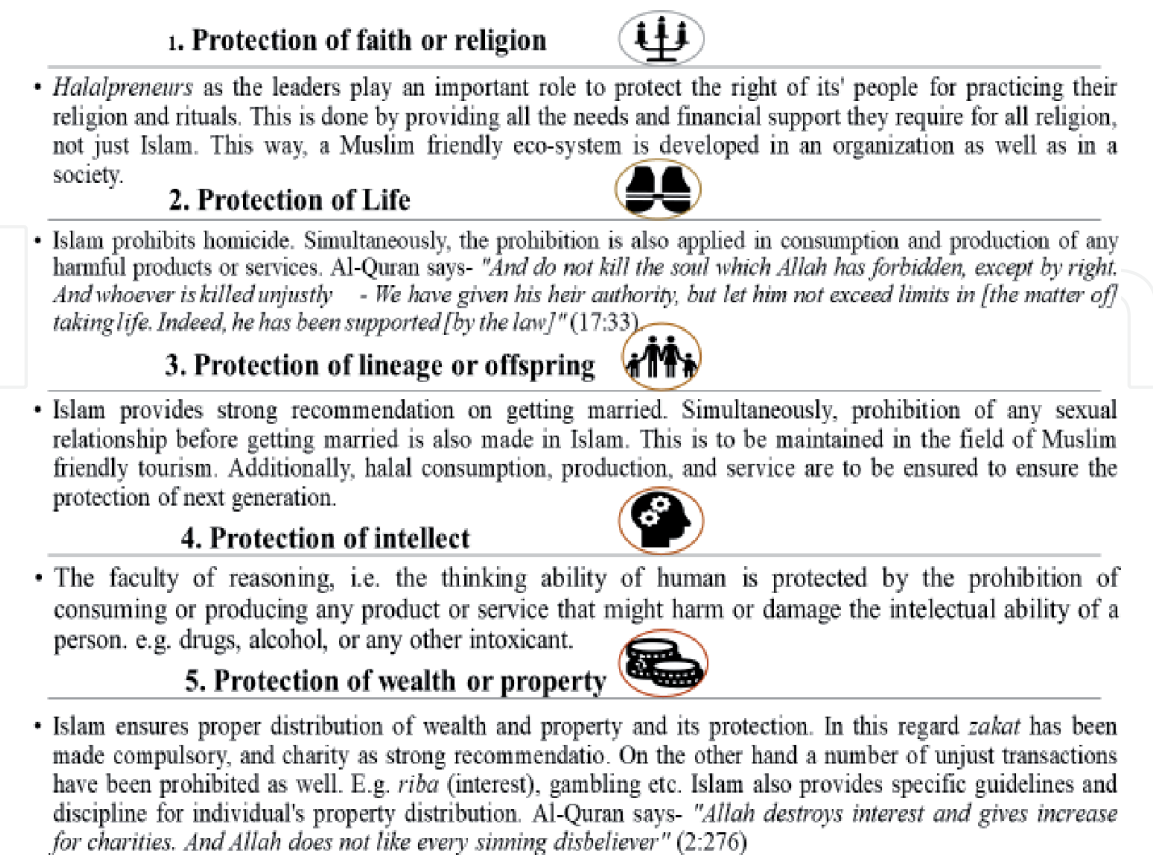 1. Protection of faith or religion
• Halalpreneurs as the leaders play an important role to protect the right of its' people for practicing their
religion and rituals. This is done by providing all the needs and financial support they require for all religion,
not just Islam. This way, a Muslim friendly eco-system is developed in an organization as well as in a
society.
2. Protection of Life
• Islam prohibits homicide. Simultaneously, the prohibition is also applied in consumption and production of any
harmful products or services. Al-Quran says- "And do not kill the soul which Allah has forbidden, except by right.
And whoever is killed unjustly - We have given his heir authority, but let him not exceed limits in [the matter of]
taking life. Indeed, he has been supported [by the law]" (17:33).
3. Protection of lineage or offspring
• Islam provides strong recommendation on getting married. Simultaneously, prohibition of any sexual
relationship before getting married is also made in Islam. This is to be maintained in the field of Muslim
friendly tourism. Additionally, halal consumption, production, and service are to be ensured to ensure the
protection of next generation.
4. Protection of intellect
• The faculty of reasoning, i.e. the thinking ability of human is protected by the prohibition of
consuming or producing any product or service that might harm or damage the intelectual ability of a
person. e.g. drugs, alcohol, or any other intoxicant.
5. Protection of wealth or property
• Islam ensures proper distribution of wealth and property and its protection. In this regard zakat has been
made compulsory, and charity as strong recommendatio. On the other hand a number of unjust transactions
have been prohibited as well. E.g. riba (interest), gambling etc. Islam also provides specific guidelines and
discipline for individual's property distribution. Al-Quran says- "Allah destroys interest and gives increase
for charities. And Allah does not like every sinning disbeliever" (2:276)